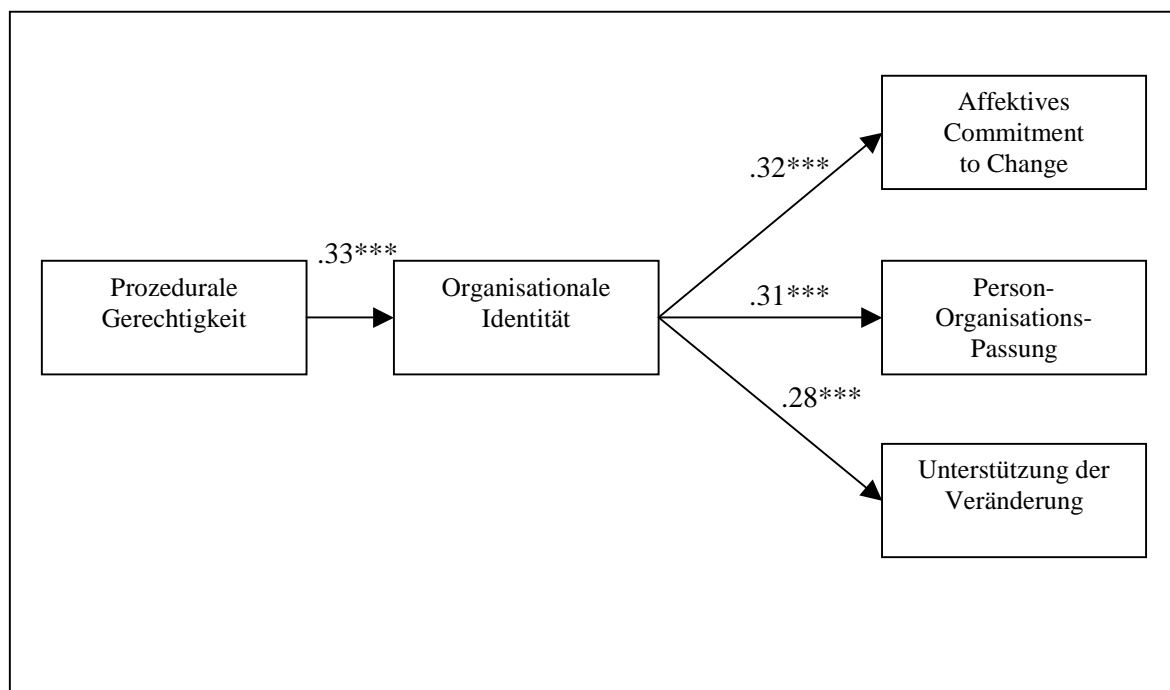 Prozedurale
Gerechtigkeit
.33***
Organisationale
Identität
.32***
Affektives
Commitment
to Change
.31***
Person-
Organisations-
Passung
.28***
Unterstützung der
Veränderung